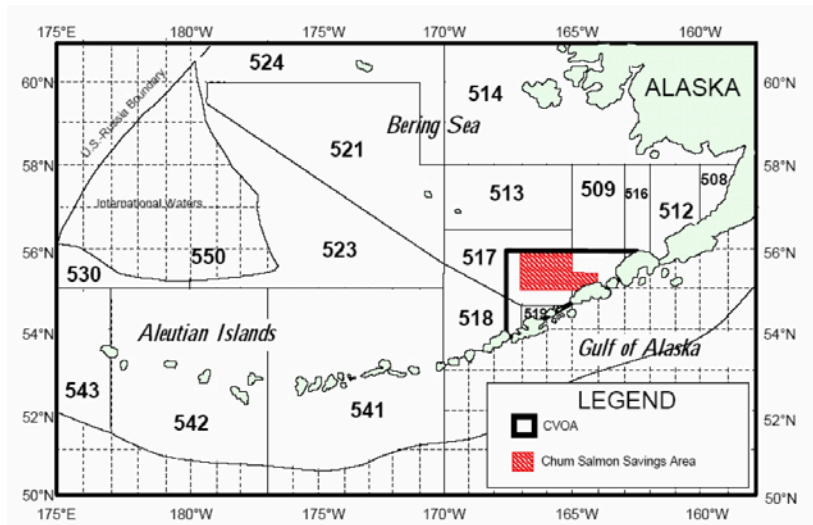 175°E 180°W 175°W 170°W 165°W 160°W
60°N 524 514 ALASKA 60°N
U.S.-Russia Boundary
Bering Sea
521
58°N 58°N
513 509 516 508
512
International Waters
56°N 550 523 517 56°N
530
518 519
54°N Aleutian Islands 54°N
Gulf of Alaska
543
542 541
52°N 52°N
LEGEND
CVOA
Chum Salmon Savings Area
50°N 50°N
175°E 180°W 175°W 170°W 165°W 160°W